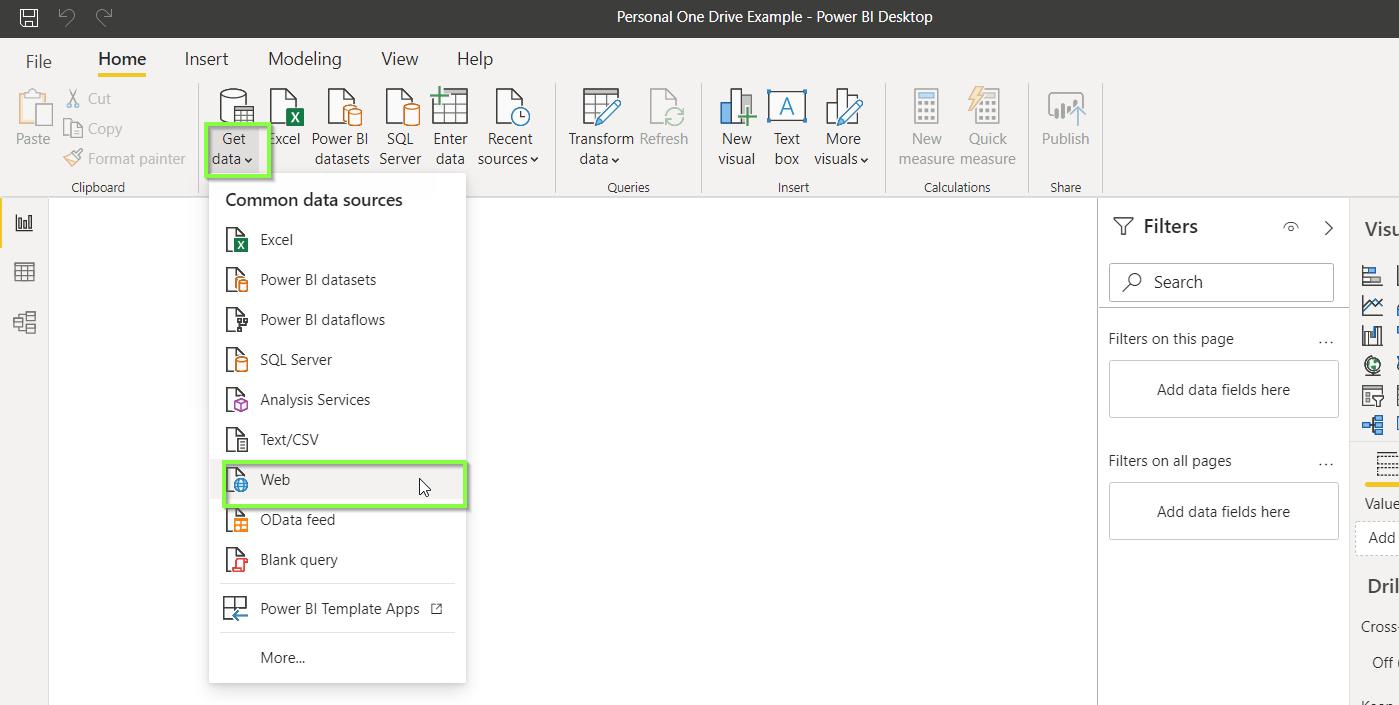 Personal One Drive Example - Power BI Desktop
File Home Insert Modeling View Help
Paste
Cut
Copy
Format painter
Clipboard
Get
data
Excel
Power BI
datasets
SQL
Server
Enter
data
Recent
sources
Transform
data
Refresh
Queries
New
visual
Text
box
More
visuals
Insert
New
measure
Quick
measure
Calculations
Publish
Share
Common data sources
Excel
Power BI datasets
Power BI dataflows
SQL Server
Analysis Services
Text/CSV
Web
OData feed
Blank query
Power BI Template Apps
More...
Filters
Search
Filters on this page ...
Add data fields here
Filters on all pages ...
Add data fields here
Visu
Value
Add
Dril
Cross-
Off